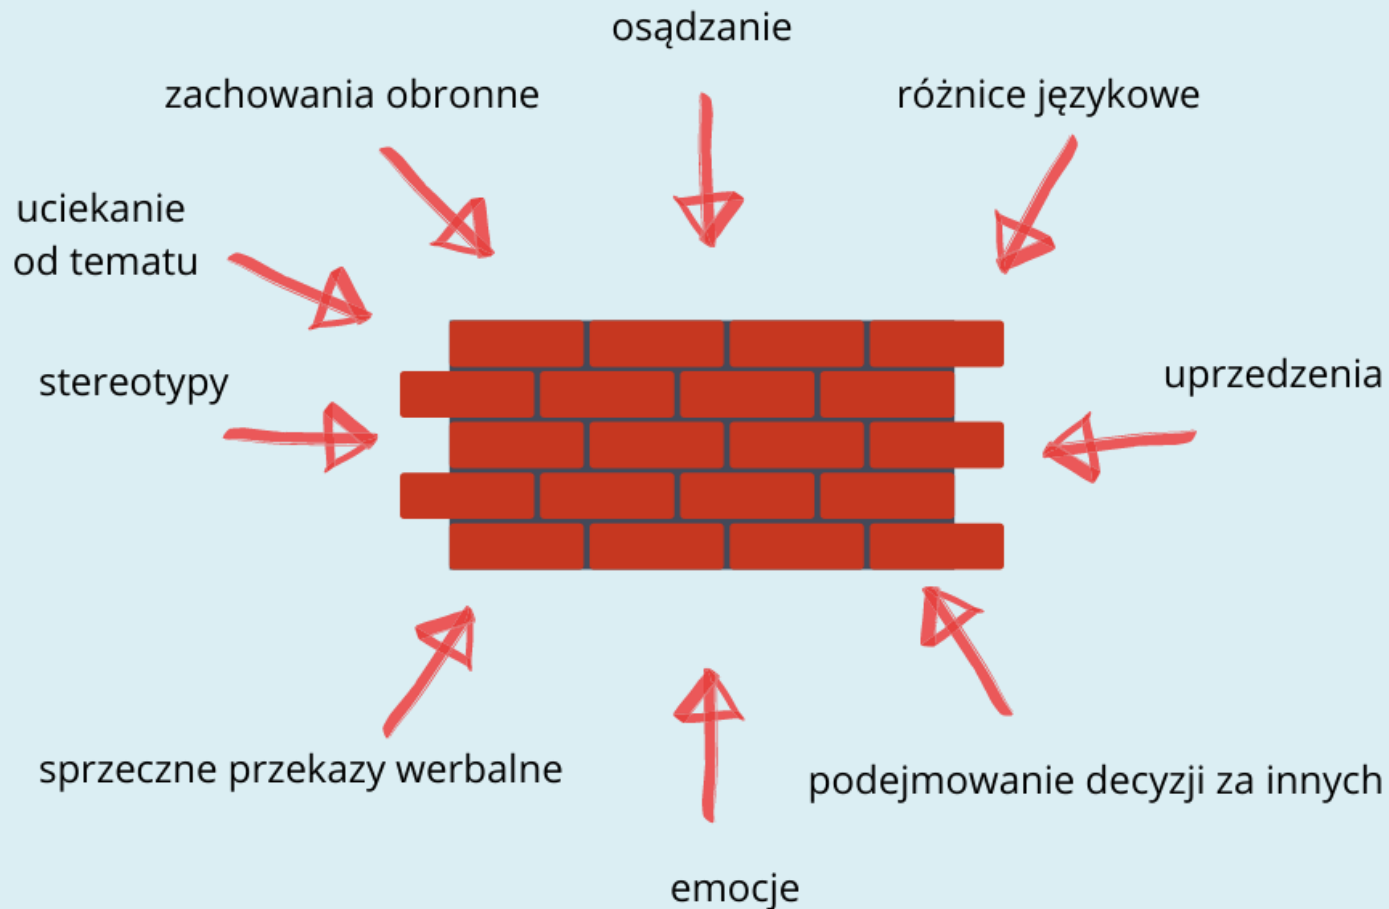 osądzanie
zachowania obronne
różnice językowe
uciekanie
od tematu
stereotypy
uprzedzenia
sprzeczne przekazy werbalne
podejmowanie decyzji za innych
emocje